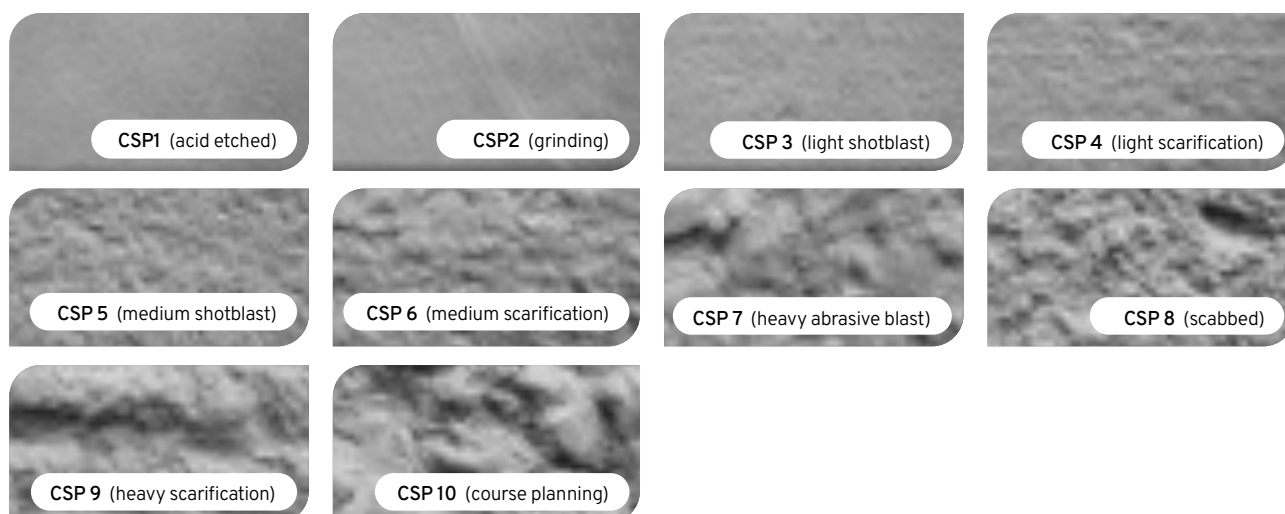 CSP1 (acid etched)
CSP2 (grinding)
CSP 3 (light shotblast)
CSP 4 (light scarification)
CSP 5 (medium shotblast)
CSP 6 (medium scarification)
CSP 7 (heavy abrasive blast)
CSP 8 (scabbed)
CSP 9 (heavy scarification)
CSP 10 (course planning)